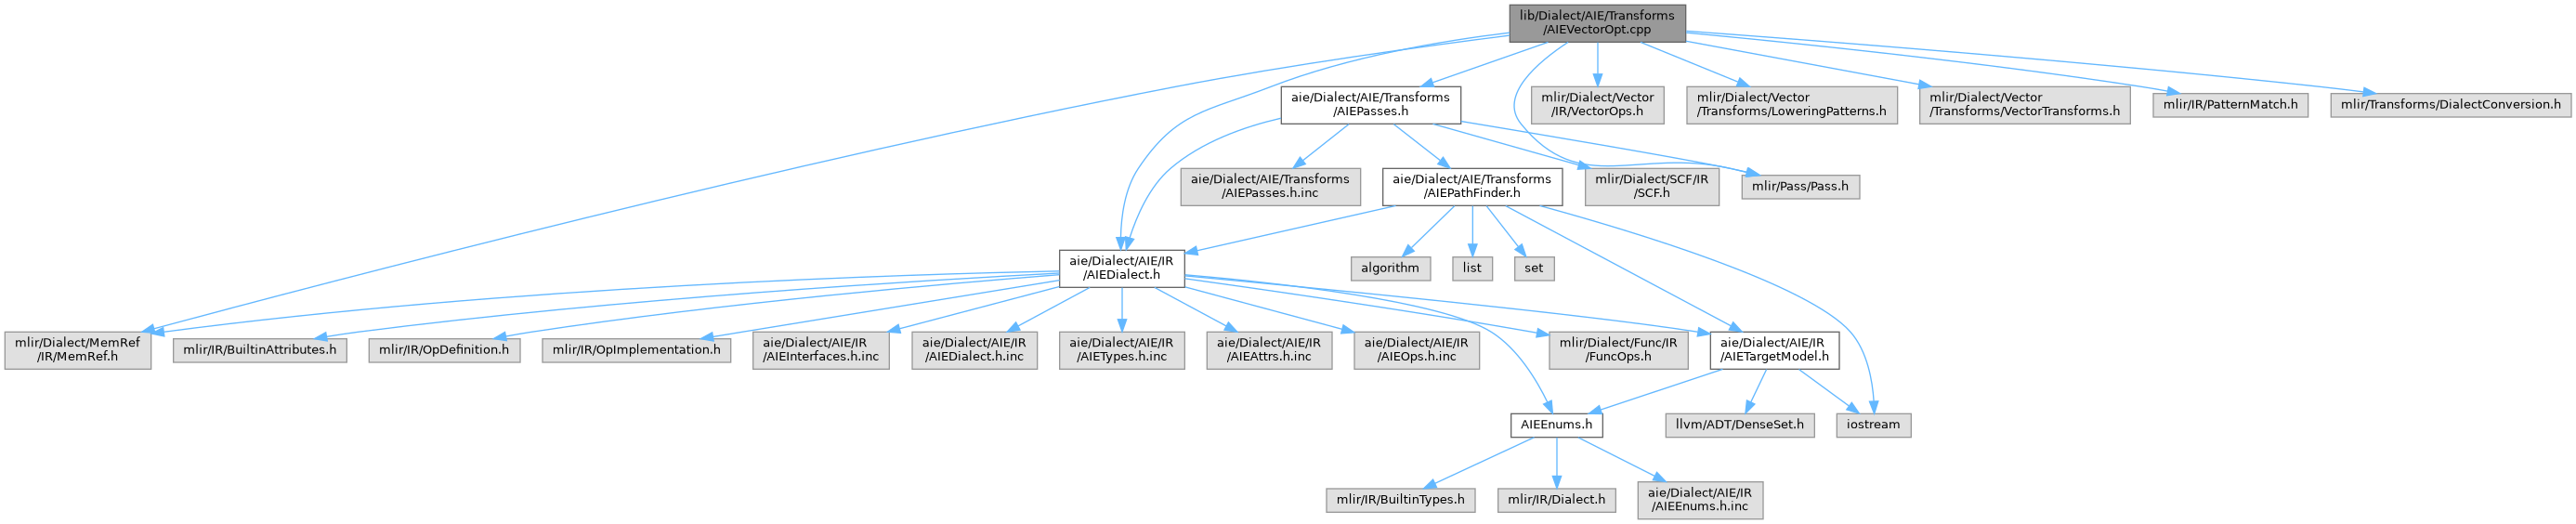 lib/Dialect/AIE/Transforms
/AIEVectorOpt.cpp
aie/Dialect/AIE/Transforms
/AIEPasses.h
mlir/Dialect/Vector
/IR/VectorOps.h
mlir/Dialect/Vector
/Transforms/LoweringPatterns.h
mlir/Dialect/Vector
/Transforms/VectorTransforms.h
mlir/IR/PatternMatch.h
mlir/Transforms/DialectConversion.h
aie/Dialect/AIE/Transforms
/AIEPasses.h.inc
aie/Dialect/AIE/Transforms
/AIEPathFinder.h
mlir/Dialect/SCF/IR
/SCF.h
mlir/Pass/Pass.h
aie/Dialect/AIE/IR
/AIEDialect.h
algorithm
list
set
mlir/Dialect/MemRef
/IR/MemRef.h
mlir/IR/BuiltinAttributes.h
mlir/IR/OpDefinition.h
mlir/IR/OpImplementation.h
aie/Dialect/AIE/IR
/AIEInterfaces.h.inc
aie/Dialect/AIE/IR
/AIEDialect.h.inc
aie/Dialect/AIE/IR
/AIETypes.h.inc
aie/Dialect/AIE/IR
/AIEAttrs.h.inc
aie/Dialect/AIE/IR
/AIEOps.h.inc
mlir/Dialect/Func/IR
/FuncOps.h
aie/Dialect/AIE/IR
/AIETargetModel.h
AIEEnums.h
llvm/ADT/DenseSet.h
iostream
mlir/IR/BuiltinTypes.h
mlir/IR/Dialect.h
aie/Dialect/AIE/IR
/AIEEnums.h.inc